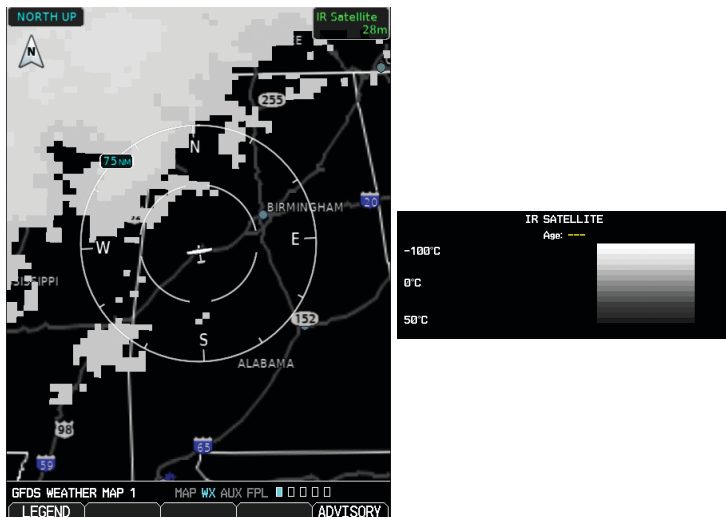 NORTH UP
IR Satellite
28m
N
E
255
N
75NM
BIRMINGHAM
20
W
E
SISSIPPI
152
S
ALABAMA
98
65
59
GFDS WEATHER MAP 1 MAP WX AUX FPL
LEGEND ADVISORY
IR SATELLITE
Age: ---
-100°C
0°C
50°C